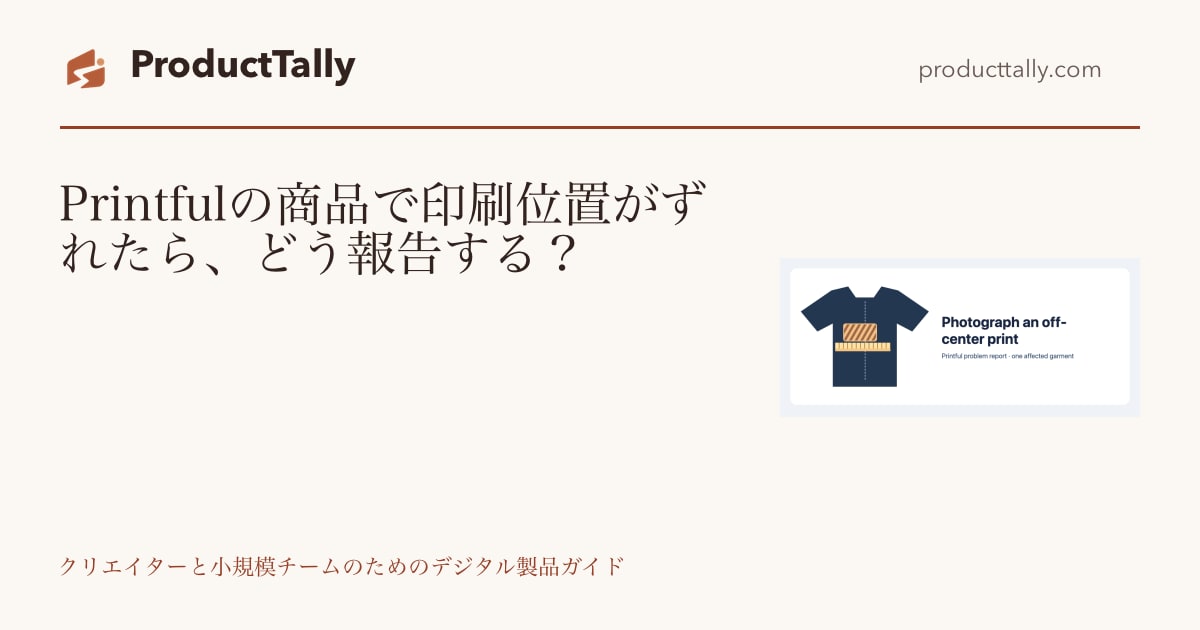 ProductTally
producttally.com
Printfulの商品で印刷位置がず
れたら、どう報告する？
Photograph an off-
center print
Printful problem report · one affected garment
クリエイターと小規模チームのためのデジタル製品ガイド